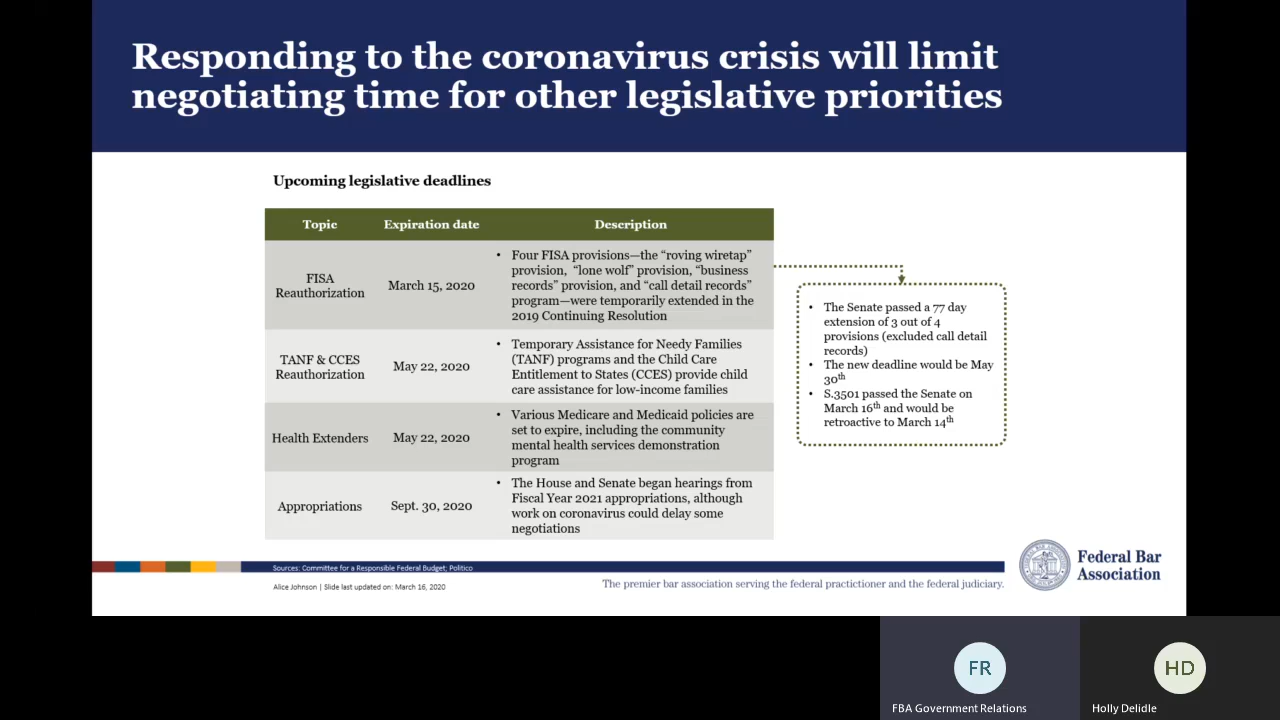 Responding to the coronavirus crisis will limit
negotiating time for other legislative priorities
Upcoming legislative deadlines
Topic Expiration date Description
FISA
Reauthorization
March 15, 2020
• Four FISA provisions—the “roving wiretap”
provision, “lone wolf” provision, “business
records” provision, and “call detail records”
program—were temporarily extended in the
2019 Continuing Resolution
TANF & CCES
Reauthorization
May 22, 2020
• Temporary Assistance for Needy Families
(TANF) programs and the Child Care
Entitlement to States (CCES) provide child
care assistance for low-income families
Health Extenders
May 22, 2020
• Various Medicare and Medicaid policies are
set to expire, including the community
mental health services demonstration
program
Appropriations
Sept. 30, 2020
• The House and Senate began hearings from
Fiscal Year 2021 appropriations, although
work on coronavirus could delay some
negotiations
• The Senate passed a 77 day
extension of 3 out of 4
provisions (excluded call detail
records)
• The new deadline would be May
30th
• S.3501 passed the Senate on
March 16th and would be
retroactive to March 14th
Sources: Committee for a Responsible Federal Budget; Politico
Alice Johnson | Slide last updated on: March 16, 2020
The premier bar association serving the federal practictioner and the federal judiciary.
Federal Bar
Association
FR
FBA Government Relations
HD
Holly Delidle